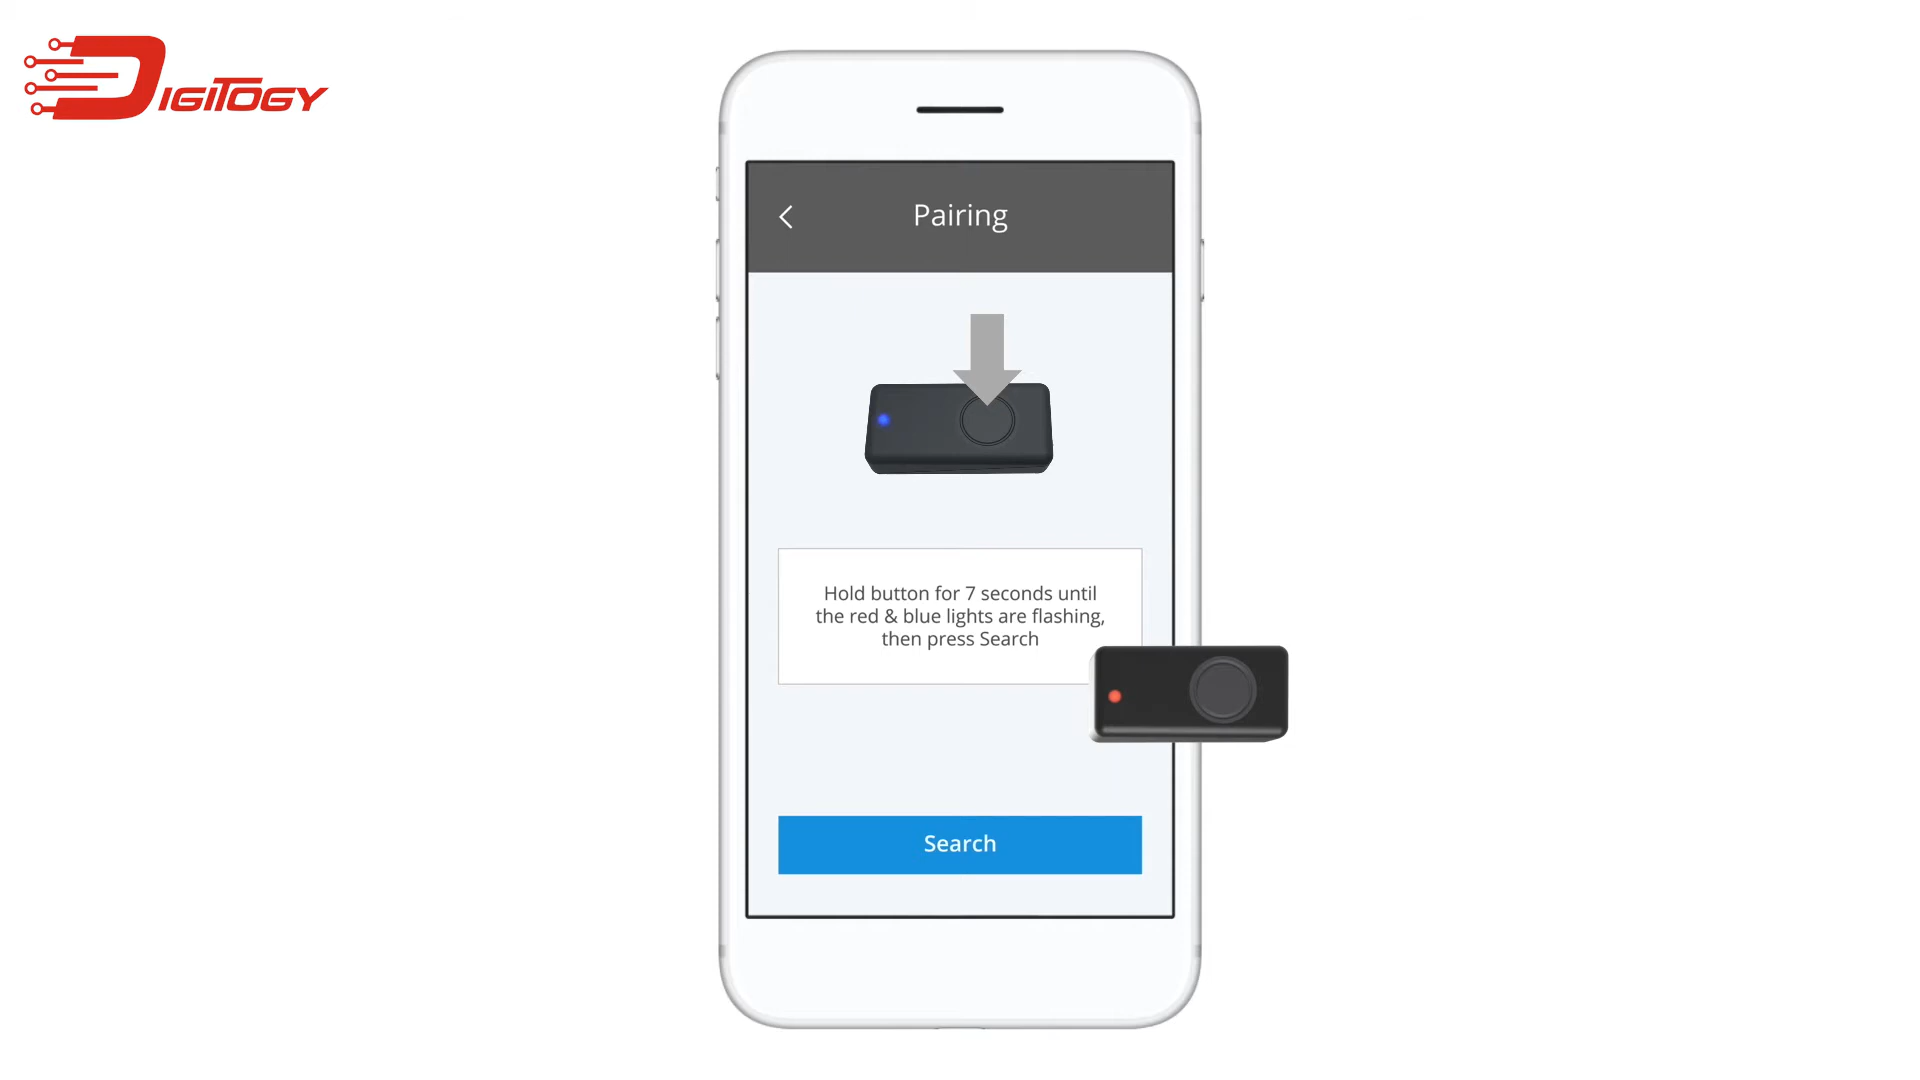 DIGITOGY
Pairing
Hold button for 7 seconds until
the red & blue lights are flashing,
then press Search
Search